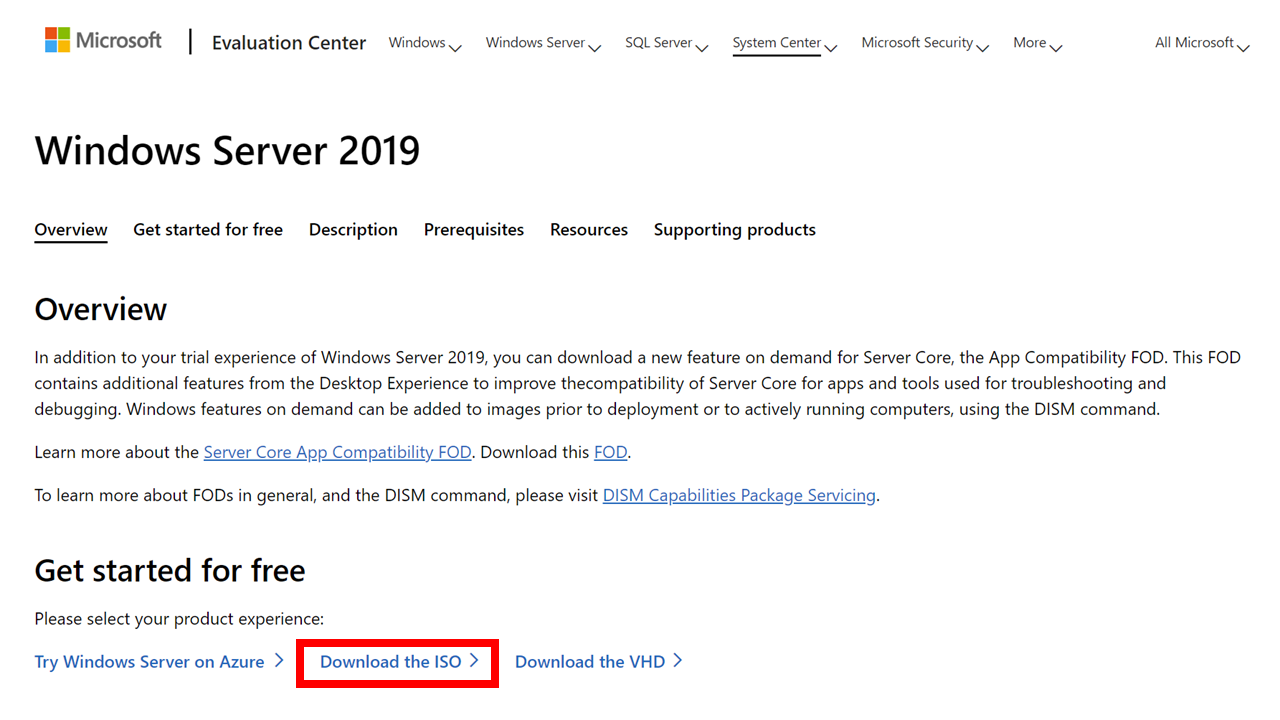 Microsoft | Evaluation Center Windows Windows Server SQL Server System Center Microsoft Security More All Microsoft
Windows Server 2019
Overview Get started for free Description Prerequisites Resources Supporting products
Overview
In addition to your trial experience of Windows Server 2019, you can download a new feature on demand for Server Core, the App Compatibility FOD. This FOD
contains additional features from the Desktop Experience to improve thecompatibility of Server Core for apps and tools used for troubleshooting and
debugging. Windows features on demand can be added to images prior to deployment or to actively running computers, using the DISM command.
Learn more about the Server Core App Compatibility FOD. Download this FOD.
To learn more about FODs in general, and the DISM command, please visit DISM Capabilities Package Servicing.
Get started for free
Please select your product experience:
Try Windows Server on Azure Download the ISO Download the VHD